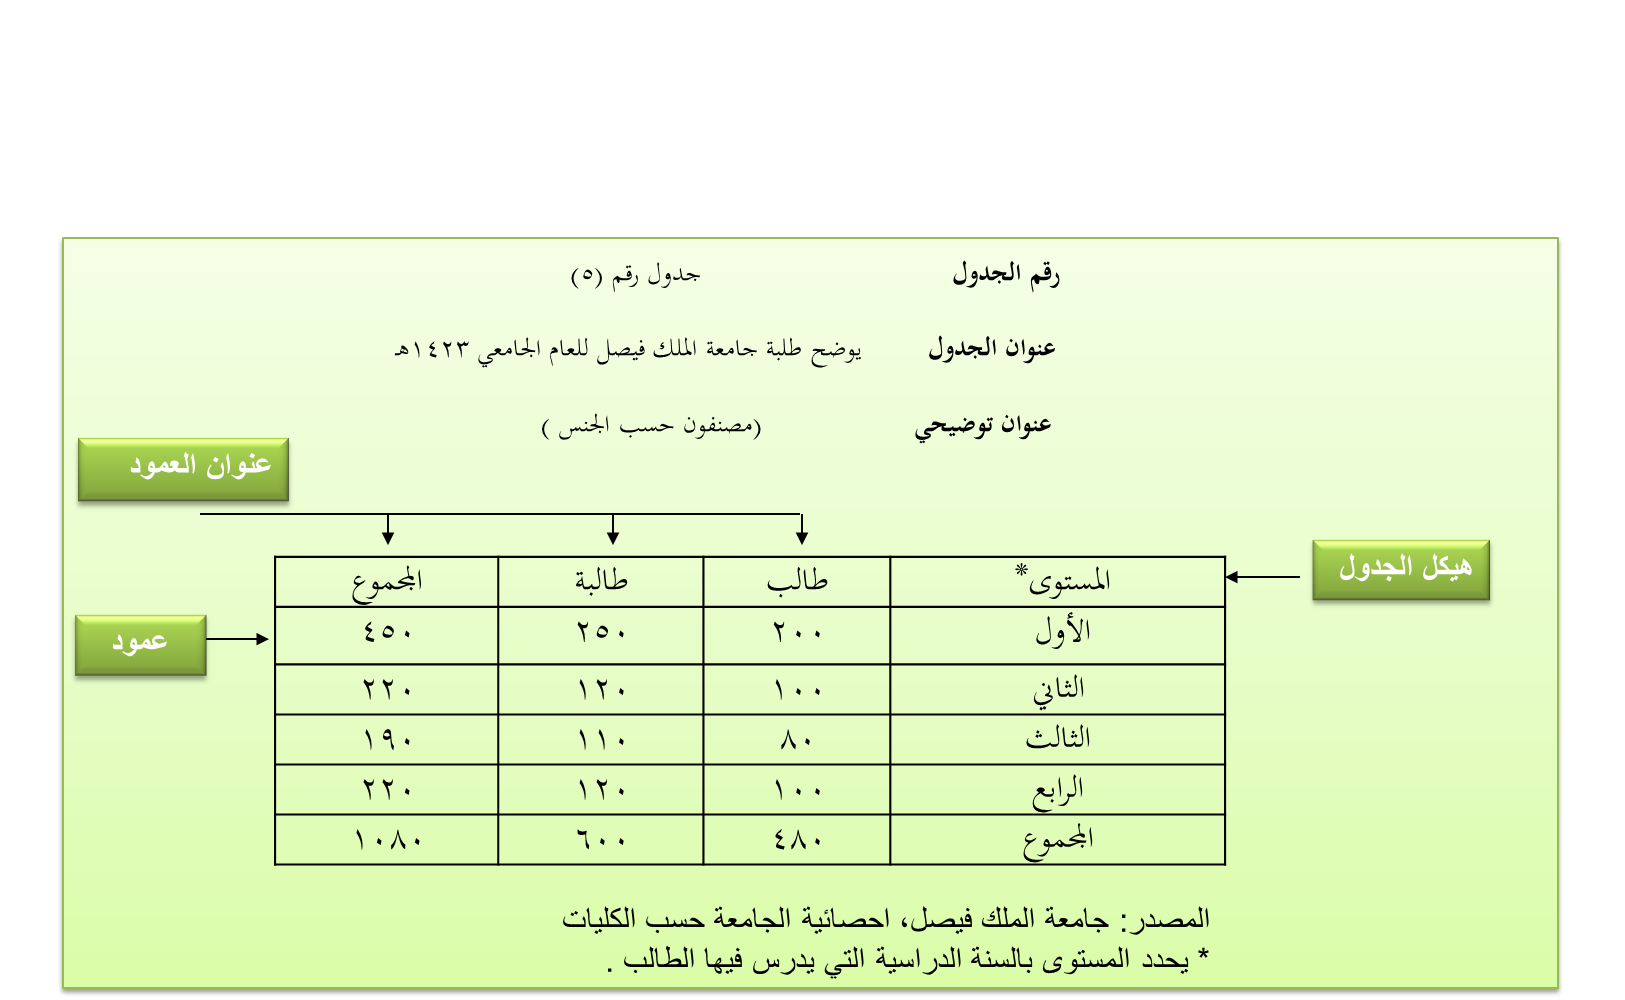 رقم الجدول جدول رقم (٥)
عنوان الجدول يوضح طلبة جامعة الملك فيصل للعام الجامعي ١٤٢٣هـ
عنوان توضيحي (مصنفون حسب الجنس )
عنوان العمود
هيكل الجدول
المستوى* طالب طالبة المجموع
عمود
الأول ٢٠٠ ٢٥٠ ٤٥٠
الثاني ١٠٠ ١٢٠ ٢٢٠
الثالث ٨٠ ١١٠ ١٩٠
الرابع ١٠٠ ١٢٠ ٢٢٠
المجموع ٤٨٠ ٦٠٠ ١٠٨٠
المصدر: جامعة الملك فيصل، احصائية الجامعة حسب الكليات
* يحدد المستوى بالسنة الدراسية التي يدرس فيها الطالب .